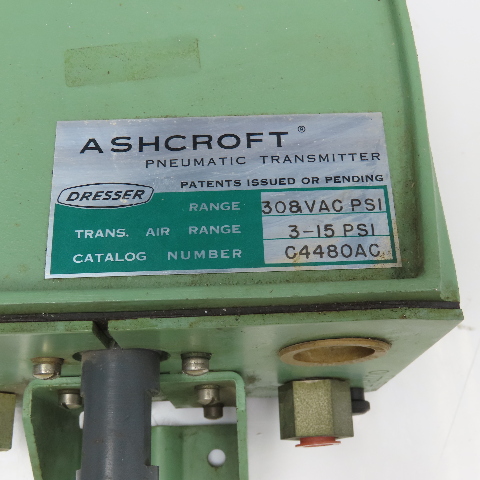 ASHCROFT ®
PNEUMATIC TRANSMITTER
PATENTS ISSUED OR PENDING
DRESSER
RANGE 30&VAC PSI
TRANS. AIR RANGE 3-15 PSI
CATALOG NUMBER C4480AC